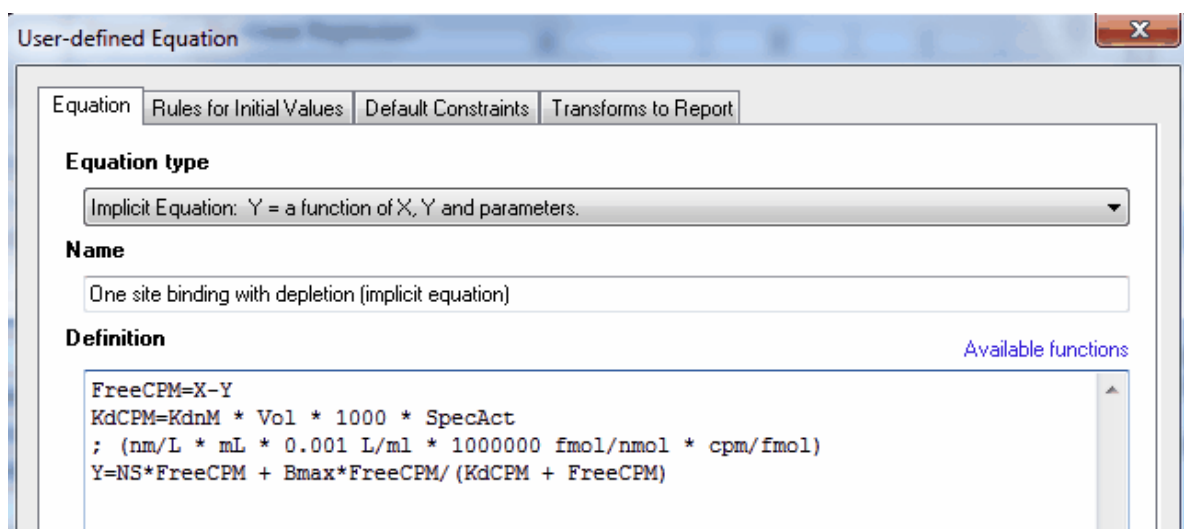 User-defined Equation
Equation Rules for Initial Values Default Constraints Transforms to Report
Equation type
Implicit Equation: Y = a function of X, Y and parameters.
Name
One site binding with depletion (implicit equation)
Definition
Available functions
FreeCPM=X-Y
KdCPM=KdnM * Vol * 1000 * SpecAct
; (nm/L * mL * 0.001 L/ml * 1000000 fmol/nmol * cpm/fmol)
Y=NS*FreeCPM + Bmax*FreeCPM/(KdCPM + FreeCPM)